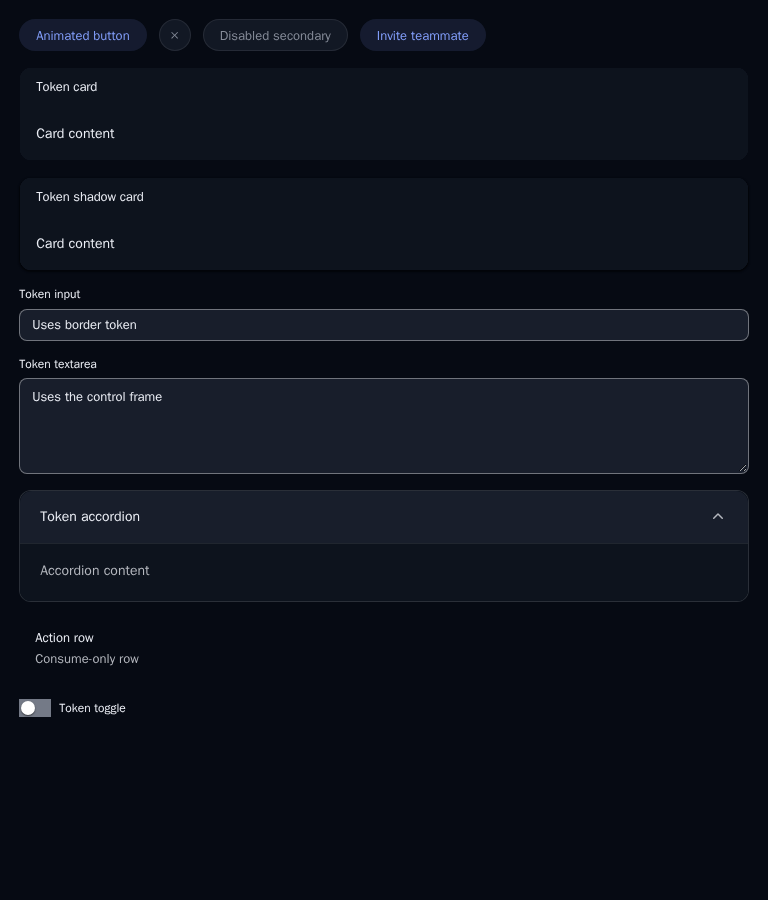 Animated button
×
Disabled secondary
Invite teammate
Token card
Card content
Token shadow card
Card content
Token input
Uses border token
Token textarea
Uses the control frame
Token accordion
Accordion content
Action row
Consume-only row
Token toggle